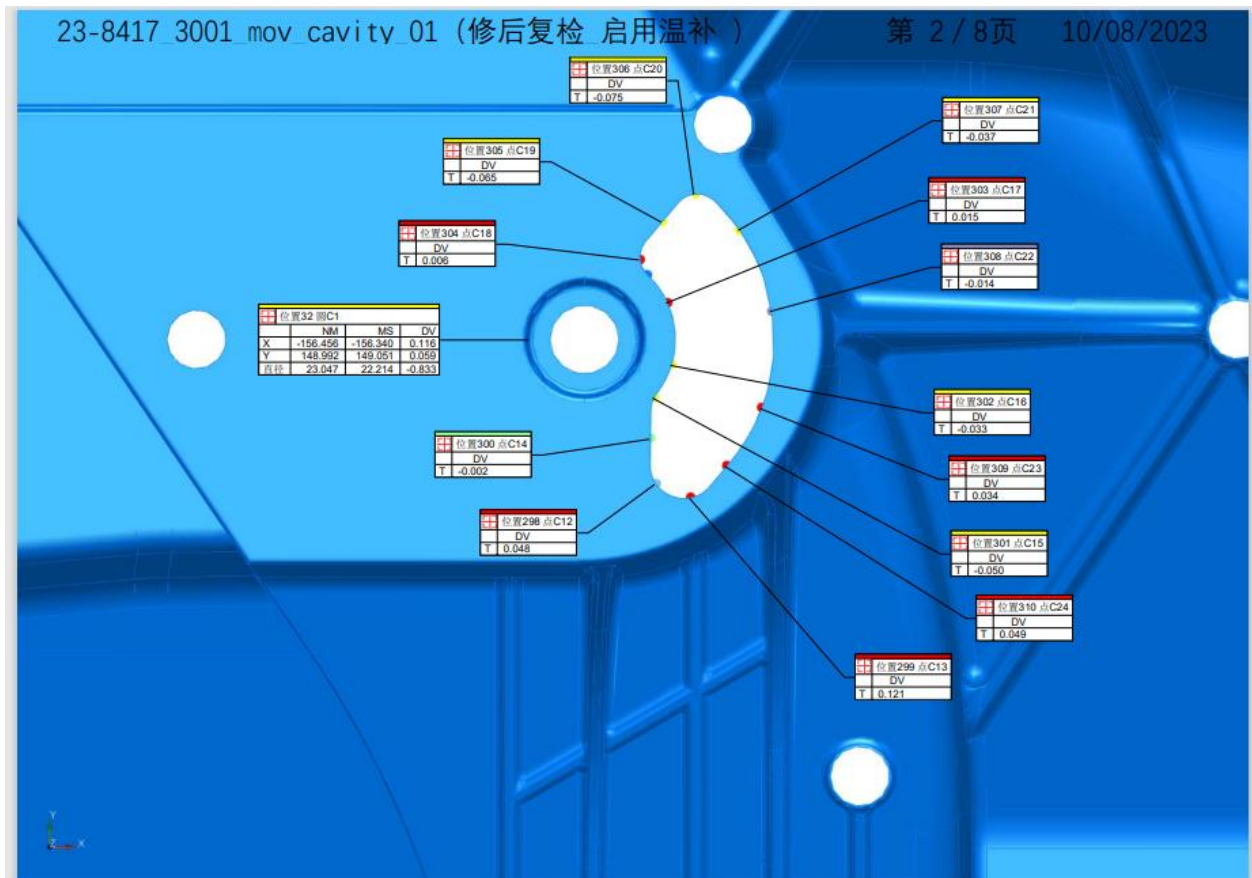 23-8417_3001_mov_cavity_01 (修后复检_启用温补 ) 第 2/8页 10/08/2023
位置306 点C20
DV
T -0.075
位置307 点C21
DV
T -0.037
位置305 点C19
DV
T -0.065
位置303 点C17
DV
T 0.015
位置304 点C18
DV
T 0.006
位置308 点C22
DV
T -0.014
位置32 圆C1
NM MS DV
X -156.456 -156.340 0.116
Y 148.992 149.051 0.059
直径 23.047 22.214 -0.833
位置302 点C16
DV
T -0.033
位置300 点C14
DV
T -0.002
位置309 点C23
DV
T 0.034
位置298 点C12
DV
T 0.048
位置301 点C15
DV
T -0.050
位置310 点C24
DV
T 0.049
位置299 点C13
DV
T 0.121
Y
Z X